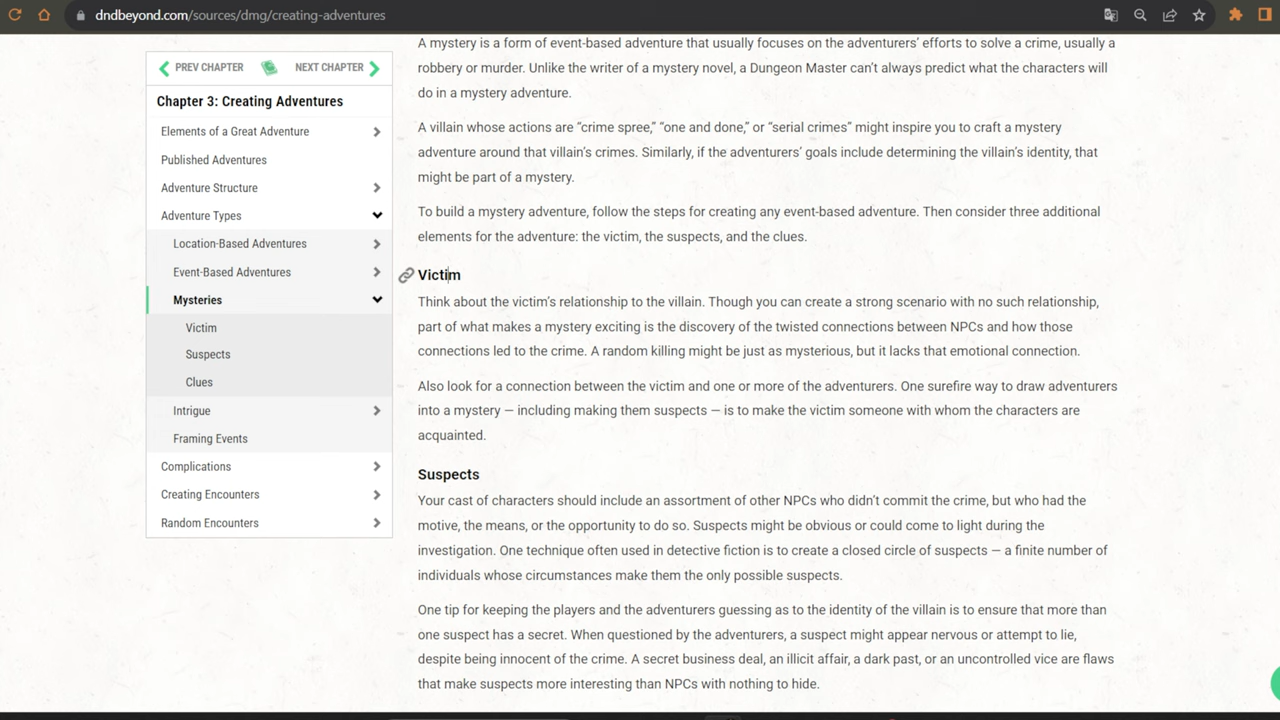 dndbeyond.com/sources/dmg/creating-adventures
PREV CHAPTER
NEXT CHAPTER
Chapter 3: Creating Adventures
Elements of a Great Adventure
Published Adventures
Adventure Structure
Adventure Types
Location-Based Adventures
Event-Based Adventures
Mysteries
Victim
Suspects
Clues
Intrigue
Framing Events
Complications
Creating Encounters
Random Encounters
A mystery is a form of event-based adventure that usually focuses on the adventurers’ efforts to solve a crime, usually a
robbery or murder. Unlike the writer of a mystery novel, a Dungeon Master can’t always predict what the characters will
do in a mystery adventure.
A villain whose actions are “crime spree,” “one and done,” or “serial crimes” might inspire you to craft a mystery
adventure around that villain’s crimes. Similarly, if the adventurers’ goals include determining the villain’s identity, that
might be part of a mystery.
To build a mystery adventure, follow the steps for creating any event-based adventure. Then consider three additional
elements for the adventure: the victim, the suspects, and the clues.
Victim
Think about the victim’s relationship to the villain. Though you can create a strong scenario with no such relationship,
part of what makes a mystery exciting is the discovery of the twisted connections between NPCs and how those
connections led to the crime. A random killing might be just as mysterious, but it lacks that emotional connection.
Also look for a connection between the victim and one or more of the adventurers. One surefire way to draw adventurers
into a mystery — including making them suspects — is to make the victim someone with whom the characters are
acquainted.
Suspects
Your cast of characters should include an assortment of other NPCs who didn’t commit the crime, but who had the
motive, the means, or the opportunity to do so. Suspects might be obvious or could come to light during the
investigation. One technique often used in detective fiction is to create a closed circle of suspects — a finite number of
individuals whose circumstances make them the only possible suspects.
One tip for keeping the players and the adventurers guessing as to the identity of the villain is to ensure that more than
one suspect has a secret. When questioned by the adventurers, a suspect might appear nervous or attempt to lie,
despite being innocent of the crime. A secret business deal, an illicit affair, a dark past, or an uncontrolled vice are flaws
that make suspects more interesting than NPCs with nothing to hide.